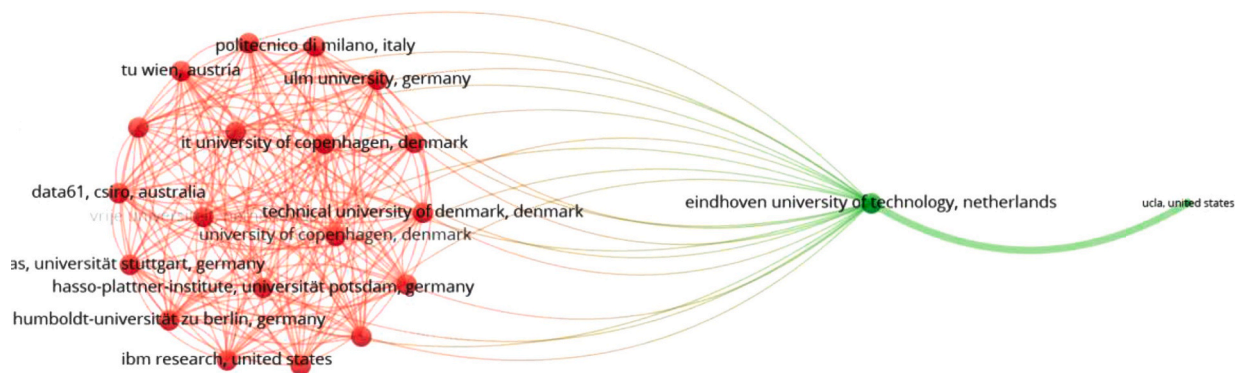 politecnico di milano, italy
tu wien, austria
ulm university, germany
it university of copenhagen, denmark
data61, csiro, australia
vrije
technical university of denmark, denmark
eindhoven university of technology, netherlands
ucla, united states
university of copenhagen, denmark
as, universität stuttgart, germany
hasso-plattner-institute, universität potsdam, germany
humboldt-universität zu berlin, germany
ibm research, united states